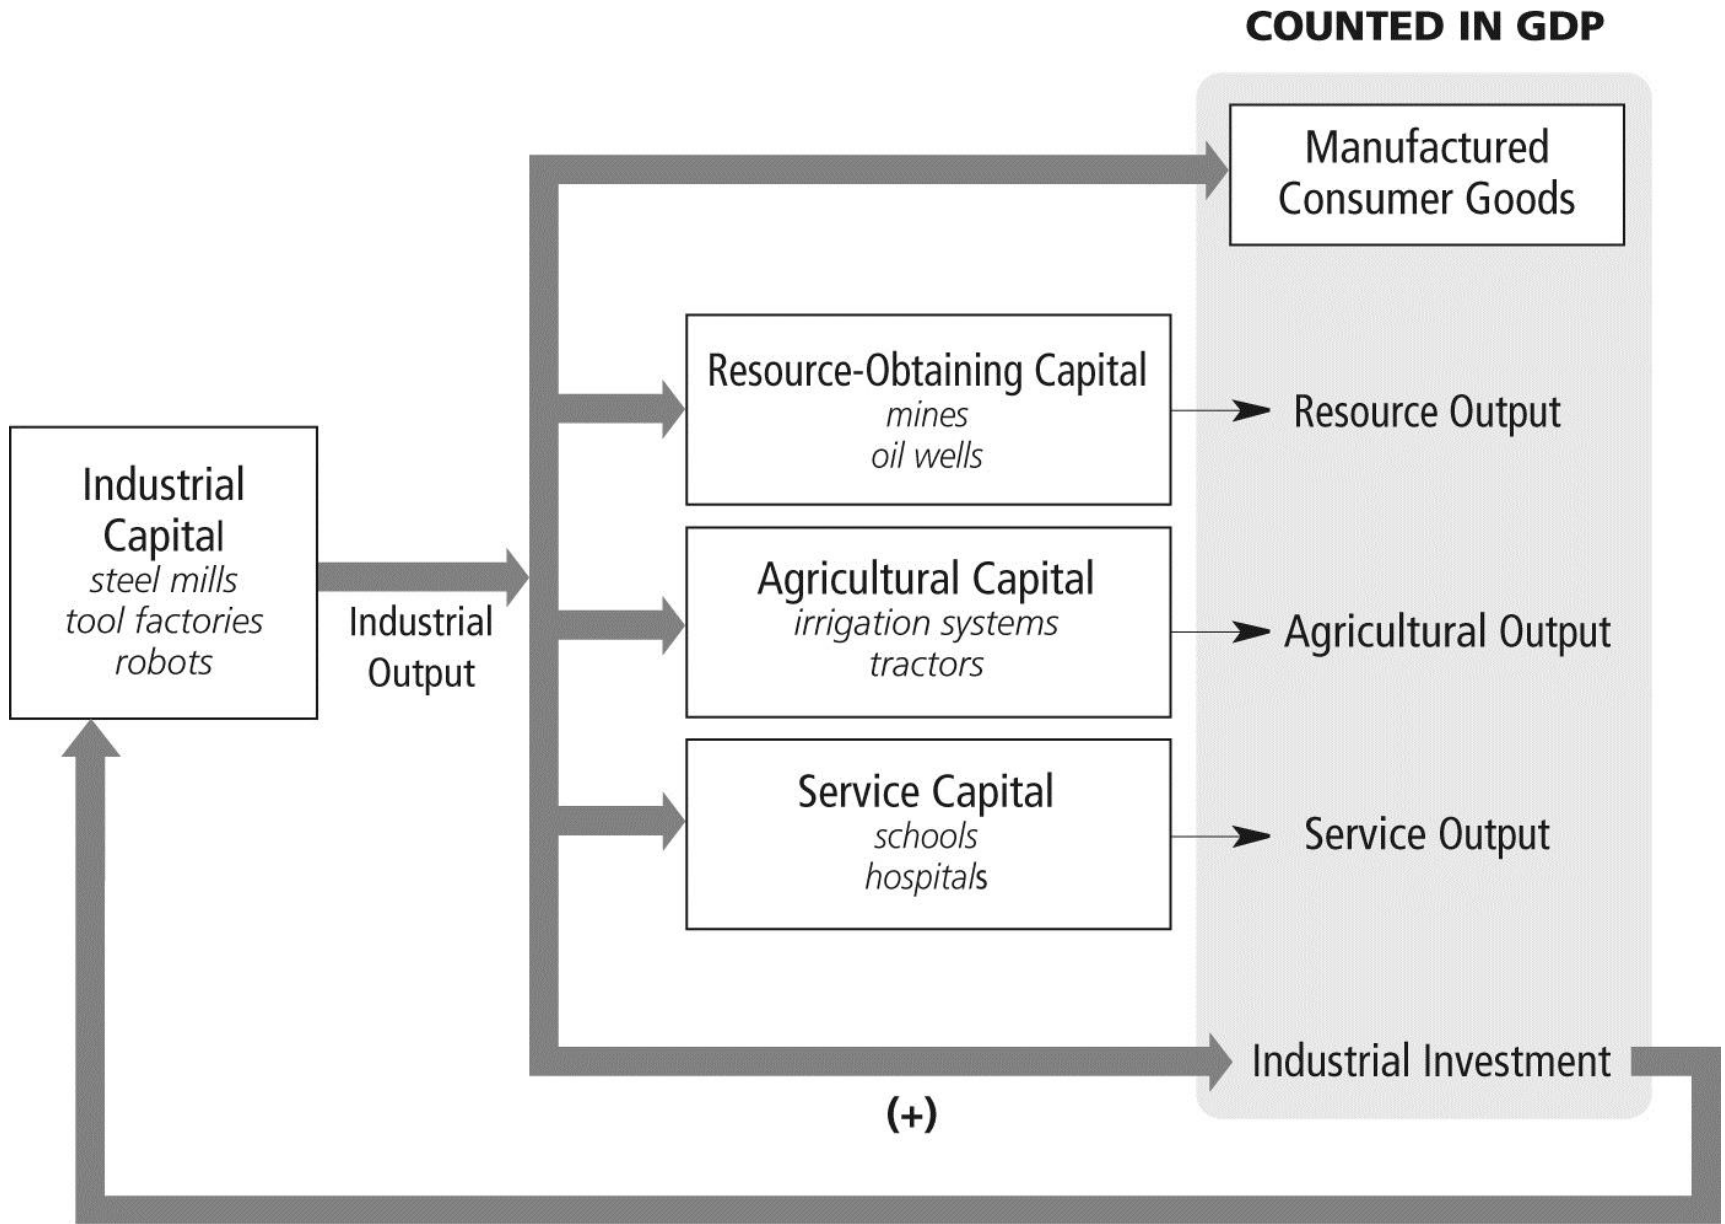 COUNTED IN GDP
Manufactured
Consumer Goods
Resource-Obtaining Capital
mines
oil wells
Resource Output
Industrial
Capital
steel mills
tool factories
robots
Industrial
Output
Agricultural Capital
irrigation systems
tractors
Agricultural Output
Service Capital
schools
hospitals
Service Output
Industrial Investment
(+)